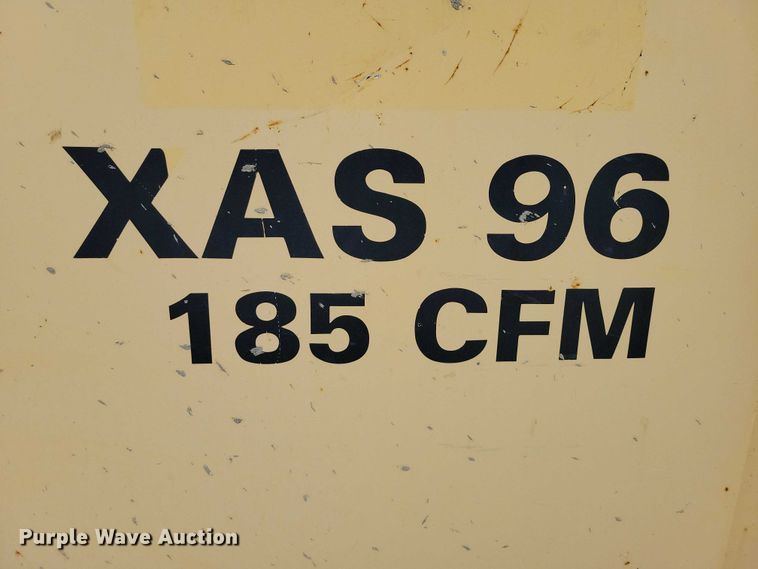 XAS 96
185 CFM
Purple Wave Auction